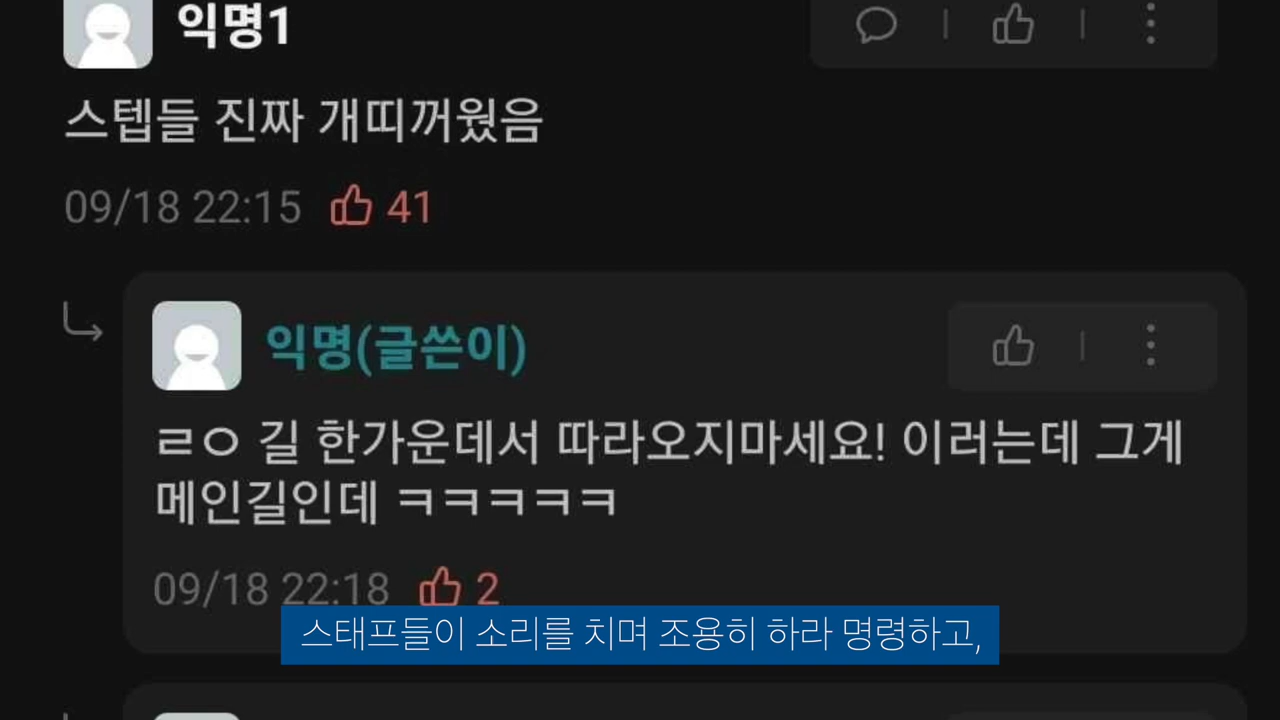 익명1
스텝들 진짜 개띠꺼웠음
09/18 22:15 41
익명(글쓴이)
ㄹㅇ 길 한가운데서 따라오지마세요! 이러는데 그게
메인길인데 ㅋㅋㅋㅋㅋ
09/18 22:18 2
스태프들이 소리를 치며 조용히 하라 명령하고,